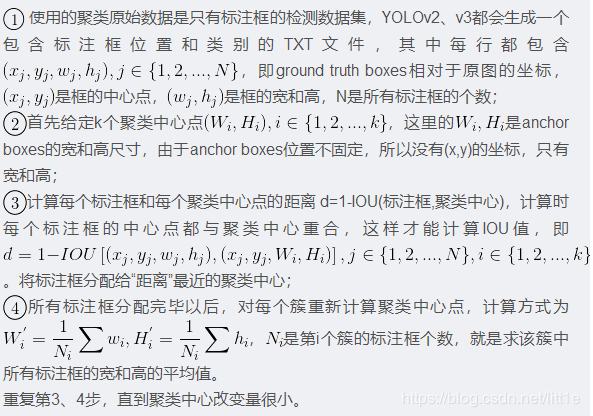 ① 使用的聚类原始数据是只有标注框的检测数据集，YOLOv2、v3都会生成一个
包含标注框位置和类别的TXT文件，其中每行都包含
(x_j, y_j, w_j, h_j), j ∈ {1, 2, ..., N}，即ground truth boxes相对于原图的坐标，
(x_j, y_j)是框的中心点，(w_j, h_j)是框的宽和高，N是所有标注框的个数；
②首先给定k个聚类中心点(W_i, H_i), i ∈ {1, 2, ..., k}，这里的W_i, H_i是anchor
boxes的宽和高尺寸，由于anchor boxes位置不固定，所以没有(x,y)的坐标，只有
宽和高；
③计算每个标注框和每个聚类中心点的距离 d=1-IOU(标注框,聚类中心)，计算时
每个标注框的中心点都与聚类中心重合，这样才能计算IOU值，即
d = 1−IOU [(x_j, y_j, w_j, h_j), (x_j, y_j, W_i, H_i)] , j ∈ {1, 2, ..., N}, i ∈ {1, 2, ..., k}
。将标注框分配给“距离”最近的聚类中心；
④所有标注框分配完毕以后，对每个簇重新计算聚类中心点，计算方式为
W_i' = 1/N_i ∑ w_i, H_i' = 1/N_i ∑ h_i，N_i是第i个簇的标注框个数，就是求该簇中
所有标注框的宽和高的平均值。
重复第3、4步，直到聚类中心改变量很小。
https://blog.csdn.net/litt1e